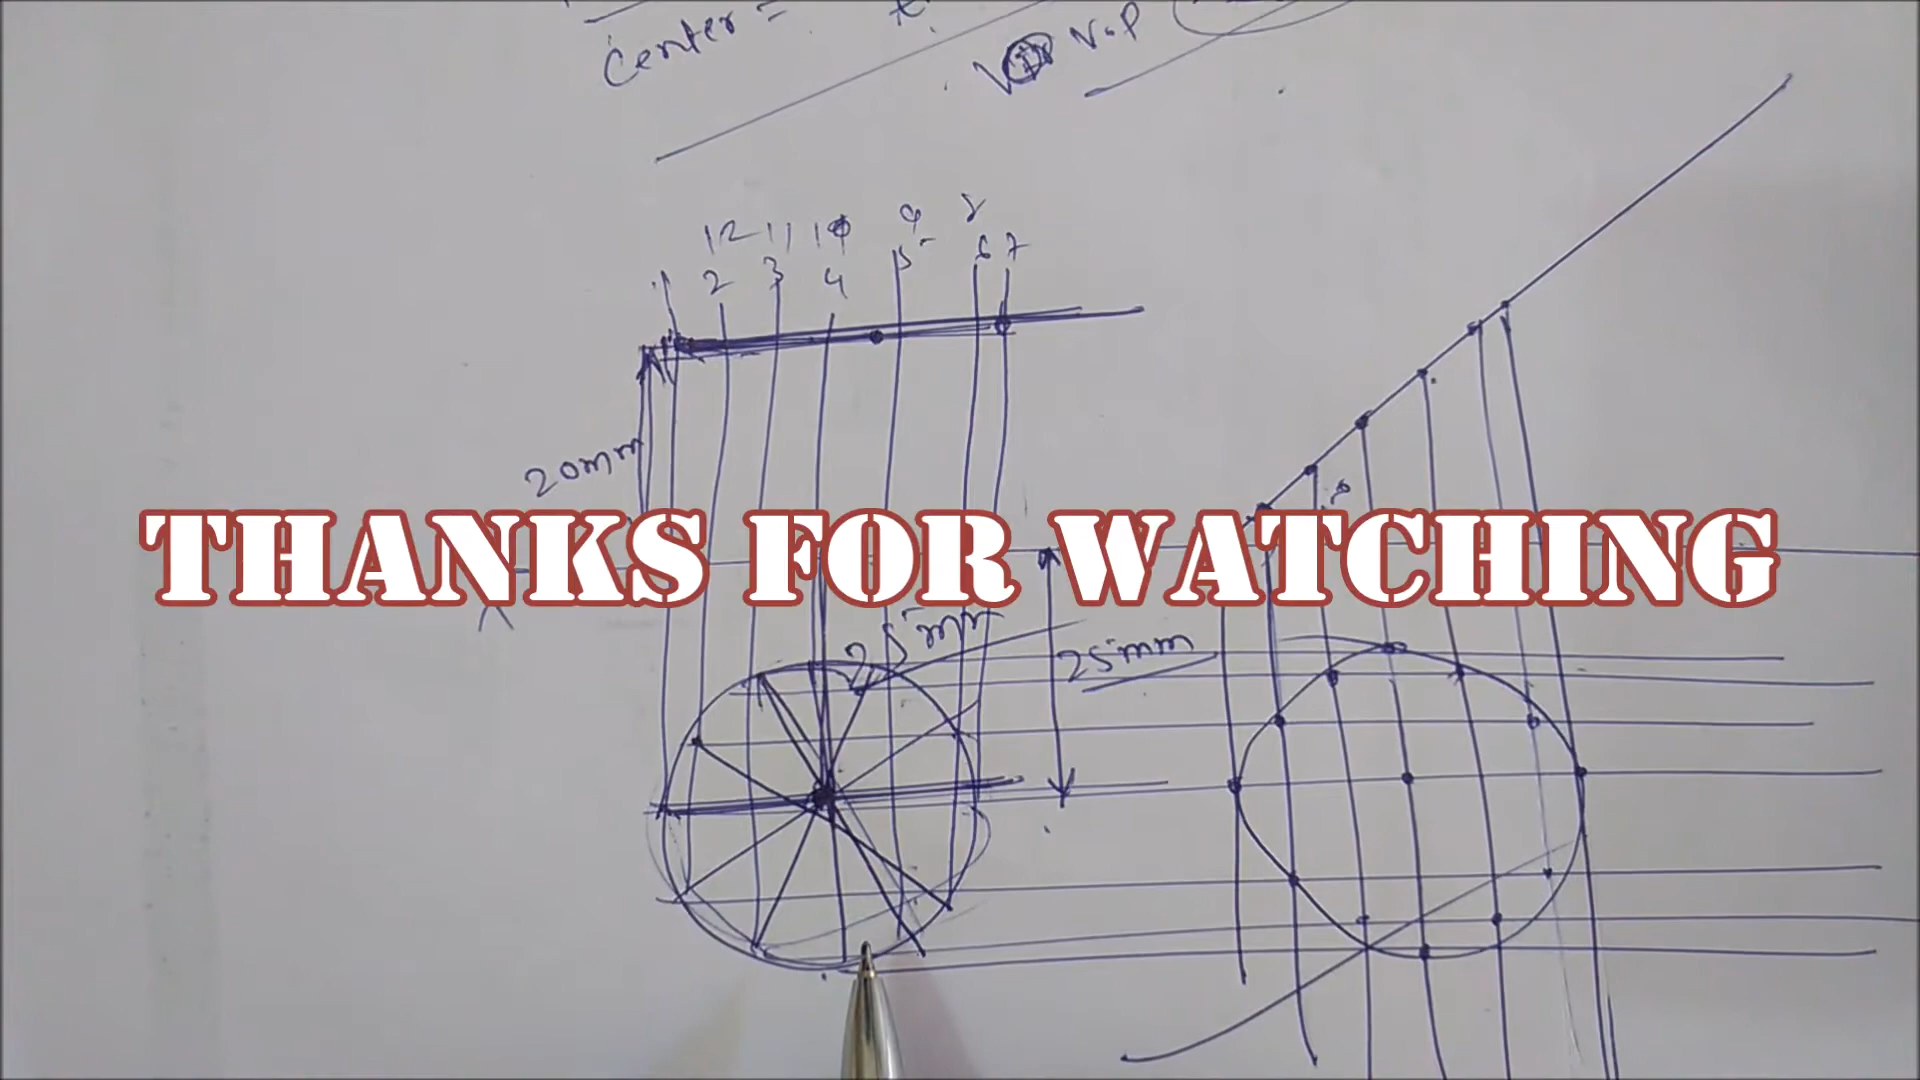 Center =
V.P
12 11 10 9 8
1 2 3 4 5 6 7
20mm
THANKS FOR WATCHING
X
25mm
25mm